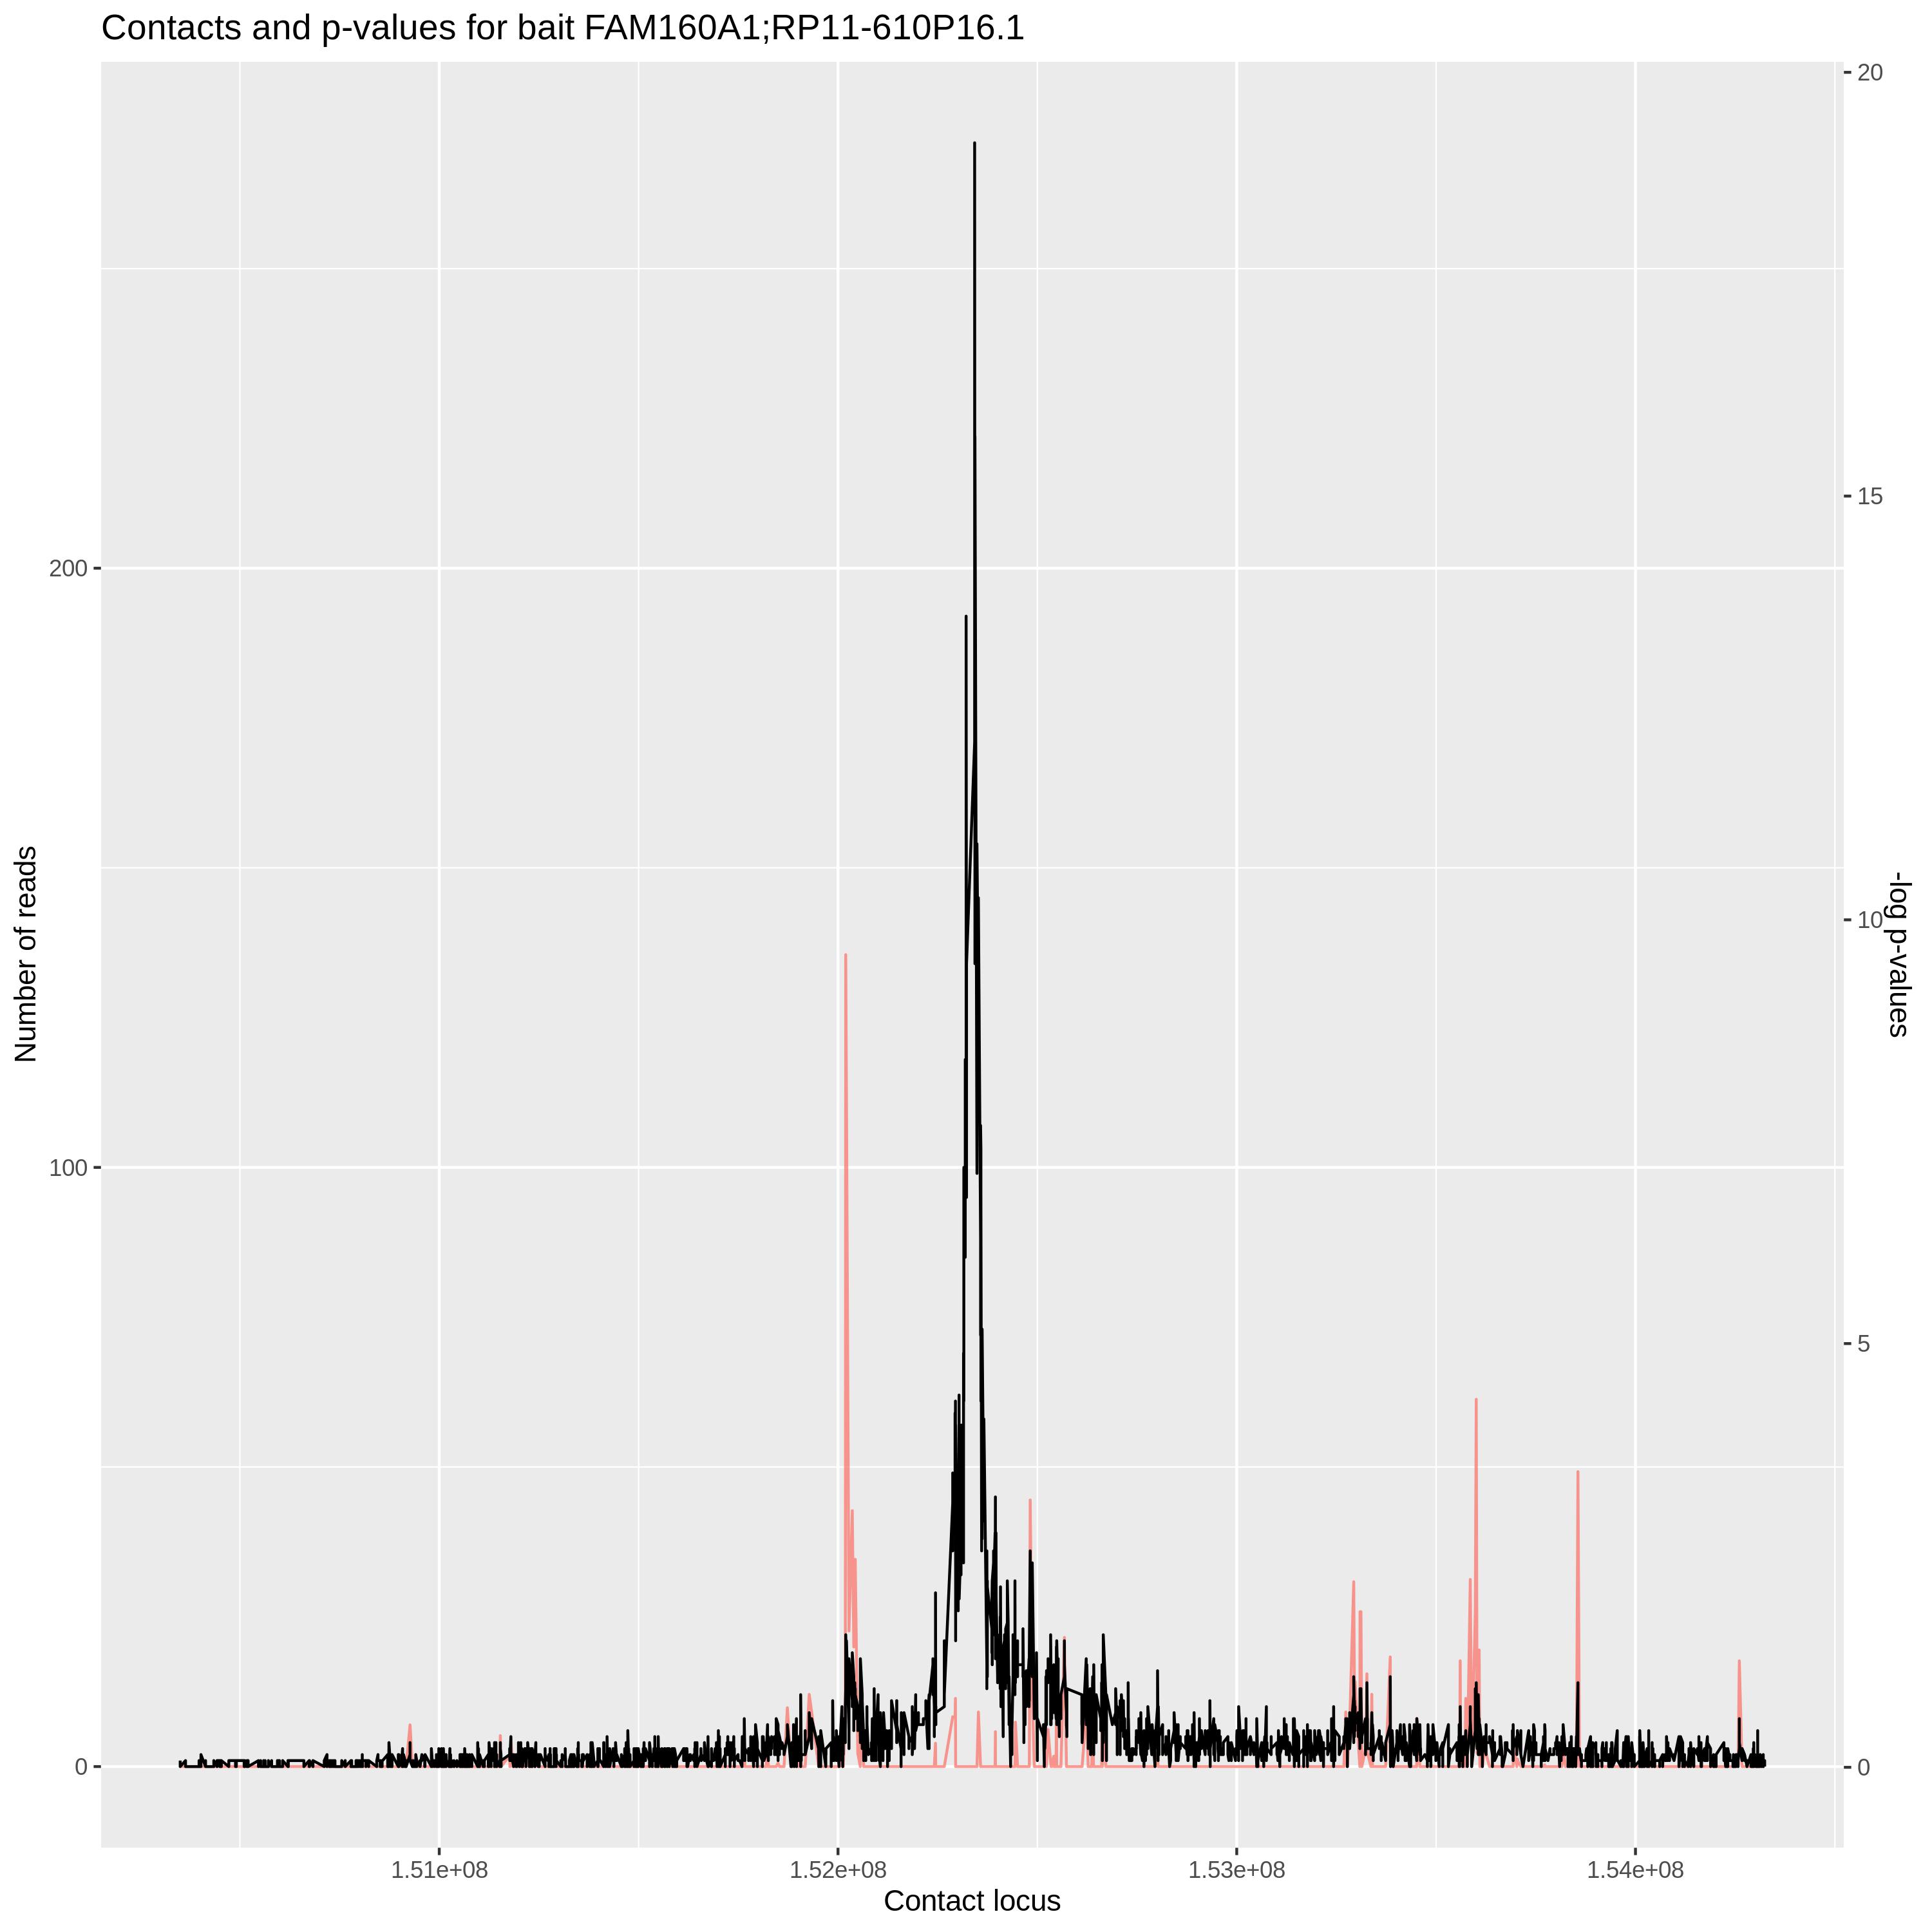 Contacts and p-values for bait FAM160A1;RP11-610P16.1
20
15
200
10
Number of reads
-log p-values
100
5
0
0
1.51e+08
1.52e+08
1.53e+08
1.54e+08
Contact locus